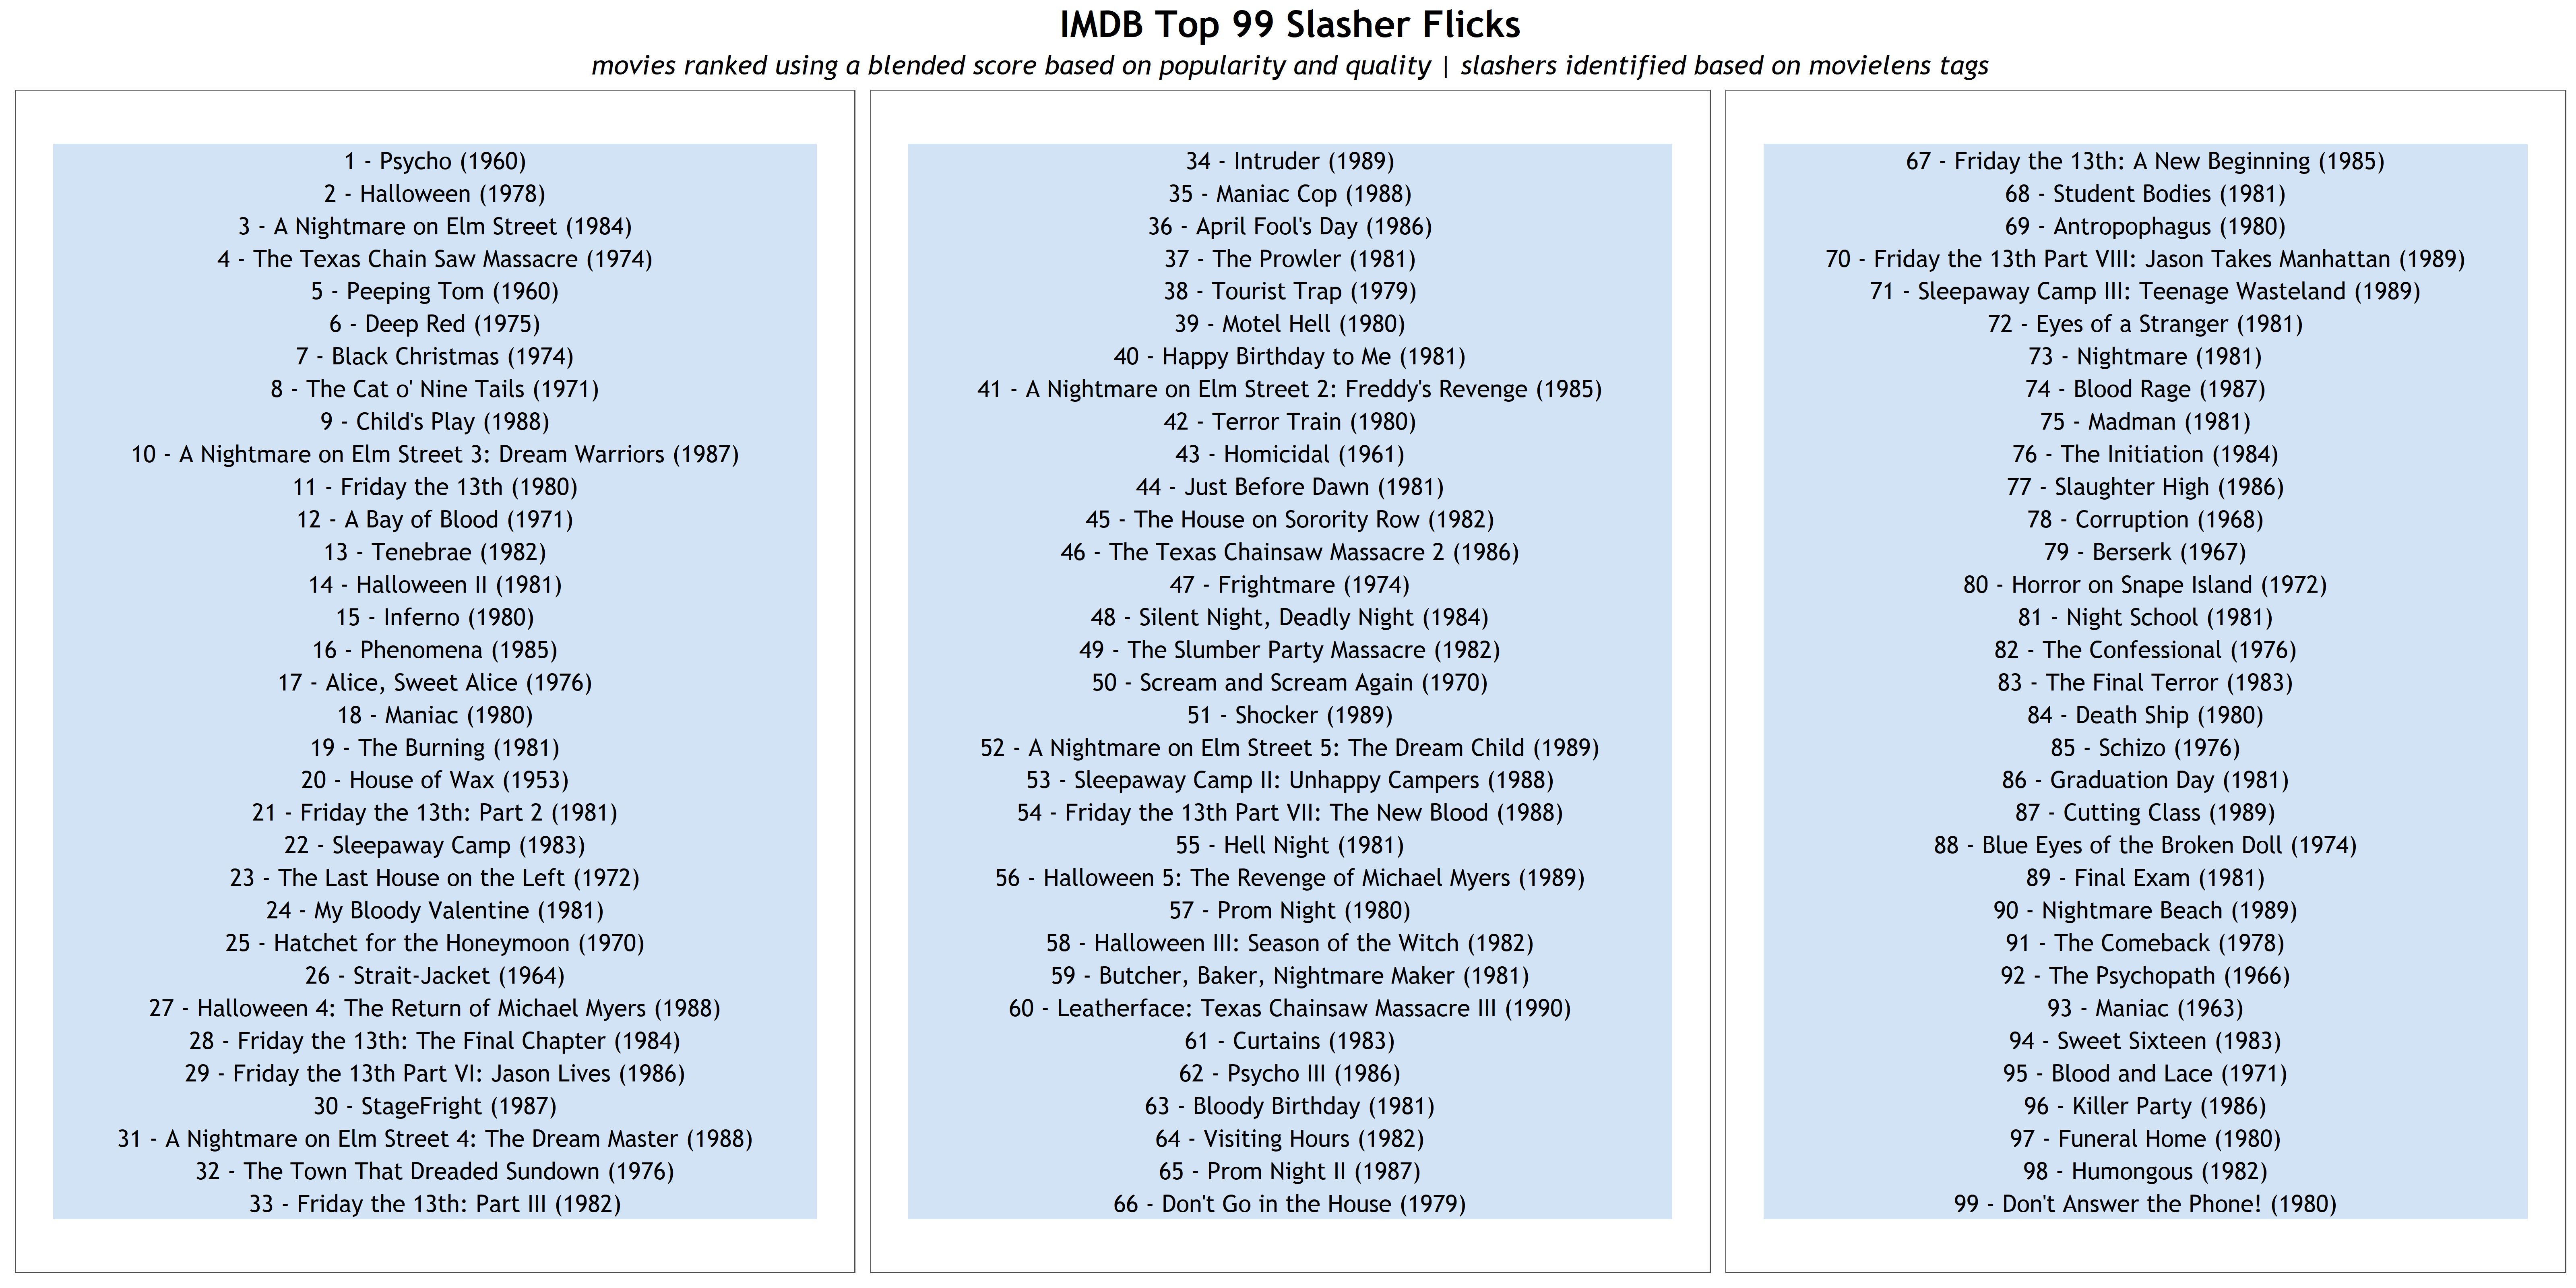 IMDB Top 99 Slasher Flicks
movies ranked using a blended score based on popularity and quality | slashers identified based on movielens tags
1 - Psycho (1960)
2 - Halloween (1978)
3 - A Nightmare on Elm Street (1984)
4 - The Texas Chain Saw Massacre (1974)
5 - Peeping Tom (1960)
6 - Deep Red (1975)
7 - Black Christmas (1974)
8 - The Cat o' Nine Tails (1971)
9 - Child's Play (1988)
10 - A Nightmare on Elm Street 3: Dream Warriors (1987)
11 - Friday the 13th (1980)
12 - A Bay of Blood (1971)
13 - Tenebrae (1982)
14 - Halloween II (1981)
15 - Inferno (1980)
16 - Phenomena (1985)
17 - Alice, Sweet Alice (1976)
18 - Maniac (1980)
19 - The Burning (1981)
20 - House of Wax (1953)
21 - Friday the 13th: Part 2 (1981)
22 - Sleepaway Camp (1983)
23 - The Last House on the Left (1972)
24 - My Bloody Valentine (1981)
25 - Hatchet for the Honeymoon (1970)
26 - Strait-Jacket (1964)
27 - Halloween 4: The Return of Michael Myers (1988)
28 - Friday the 13th: The Final Chapter (1984)
29 - Friday the 13th Part VI: Jason Lives (1986)
30 - StageFright (1987)
31 - A Nightmare on Elm Street 4: The Dream Master (1988)
32 - The Town That Dreaded Sundown (1976)
33 - Friday the 13th: Part III (1982)
34 - Intruder (1989)
35 - Maniac Cop (1988)
36 - April Fool's Day (1986)
37 - The Prowler (1981)
38 - Tourist Trap (1979)
39 - Motel Hell (1980)
40 - Happy Birthday to Me (1981)
41 - A Nightmare on Elm Street 2: Freddy's Revenge (1985)
42 - Terror Train (1980)
43 - Homicidal (1961)
44 - Just Before Dawn (1981)
45 - The House on Sorority Row (1982)
46 - The Texas Chainsaw Massacre 2 (1986)
47 - Frightmare (1974)
48 - Silent Night, Deadly Night (1984)
49 - The Slumber Party Massacre (1982)
50 - Scream and Scream Again (1970)
51 - Shocker (1989)
52 - A Nightmare on Elm Street 5: The Dream Child (1989)
53 - Sleepaway Camp II: Unhappy Campers (1988)
54 - Friday the 13th Part VII: The New Blood (1988)
55 - Hell Night (1981)
56 - Halloween 5: The Revenge of Michael Myers (1989)
57 - Prom Night (1980)
58 - Halloween III: Season of the Witch (1982)
59 - Butcher, Baker, Nightmare Maker (1981)
60 - Leatherface: Texas Chainsaw Massacre III (1990)
61 - Curtains (1983)
62 - Psycho III (1986)
63 - Bloody Birthday (1981)
64 - Visiting Hours (1982)
65 - Prom Night II (1987)
66 - Don't Go in the House (1979)
67 - Friday the 13th: A New Beginning (1985)
68 - Student Bodies (1981)
69 - Antropophagus (1980)
70 - Friday the 13th Part VIII: Jason Takes Manhattan (1989)
71 - Sleepaway Camp III: Teenage Wasteland (1989)
72 - Eyes of a Stranger (1981)
73 - Nightmare (1981)
74 - Blood Rage (1987)
75 - Madman (1981)
76 - The Initiation (1984)
77 - Slaughter High (1986)
78 - Corruption (1968)
79 - Berserk (1967)
80 - Horror on Snape Island (1972)
81 - Night School (1981)
82 - The Confessional (1976)
83 - The Final Terror (1983)
84 - Death Ship (1980)
85 - Schizo (1976)
86 - Graduation Day (1981)
87 - Cutting Class (1989)
88 - Blue Eyes of the Broken Doll (1974)
89 - Final Exam (1981)
90 - Nightmare Beach (1989)
91 - The Comeback (1978)
92 - The Psychopath (1966)
93 - Maniac (1963)
94 - Sweet Sixteen (1983)
95 - Blood and Lace (1971)
96 - Killer Party (1986)
97 - Funeral Home (1980)
98 - Humongous (1982)
99 - Don't Answer the Phone! (1980)